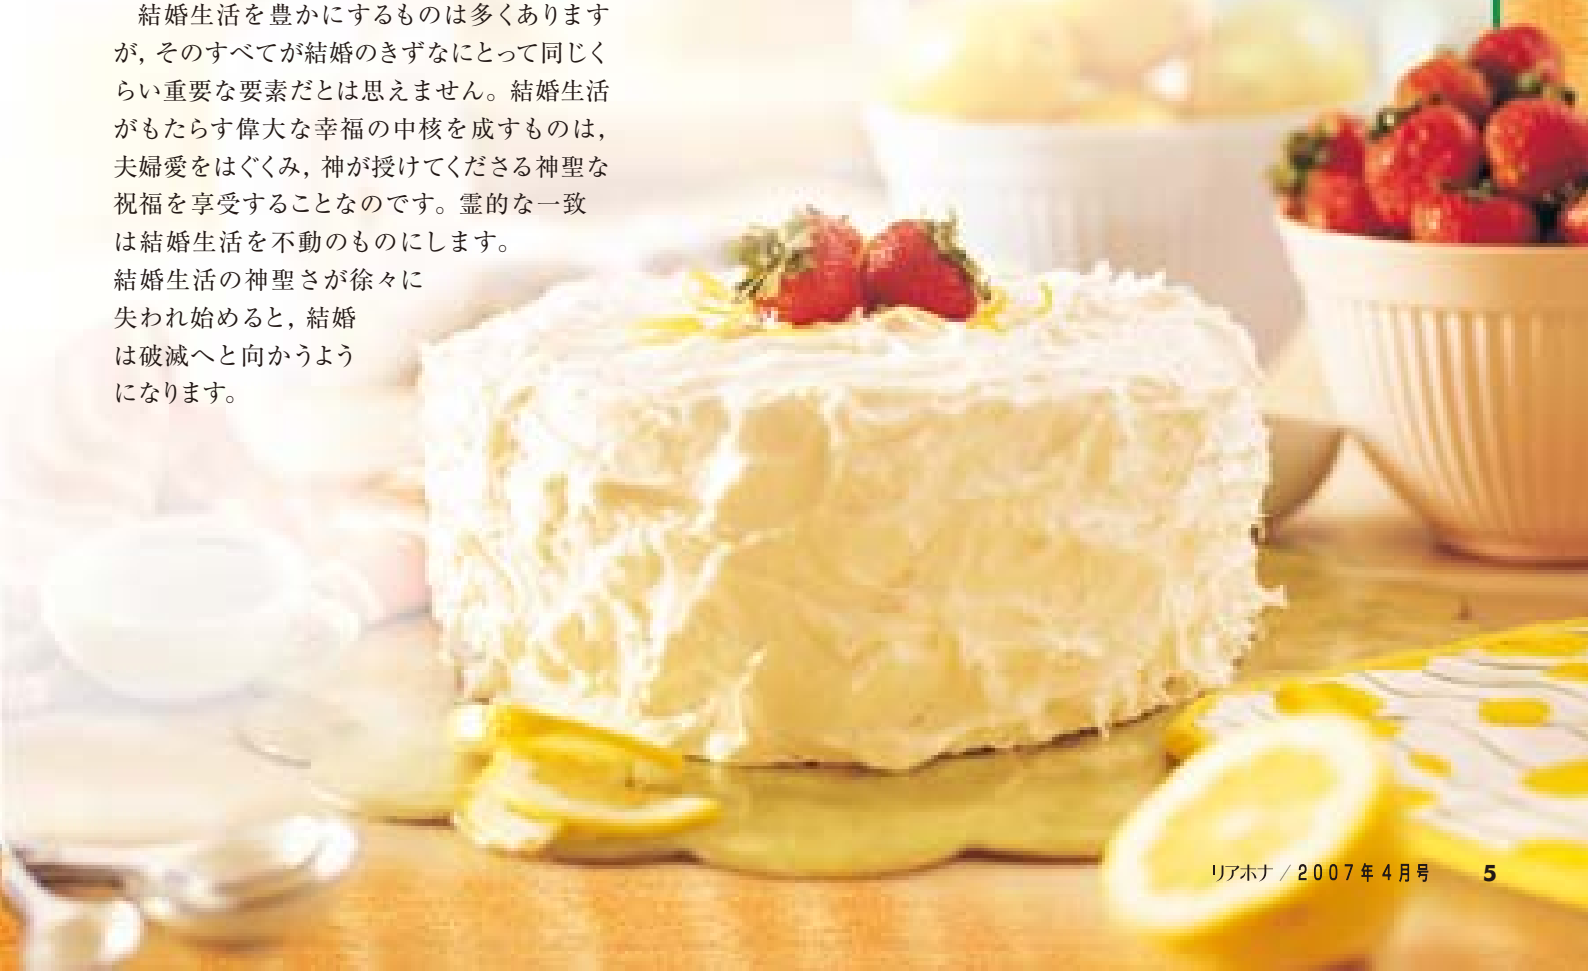 結婚生活を豊かにするものは多くあります
が，そのすべてが結婚のきずなにとって同じく
らい重要な要素だとは思えません。結婚生活
がもたらす偉大な幸福の中核を成すものは，
夫婦愛をはぐくみ，神が授けてくださる神聖な
祝福を享受することなのです。霊的な一致
は結婚生活を不動のものにします。
結婚生活の神聖さが徐々に
失われ始めると，結婚
は破滅へと向かうよう
になります。
リアホナ／2007年4月号 5